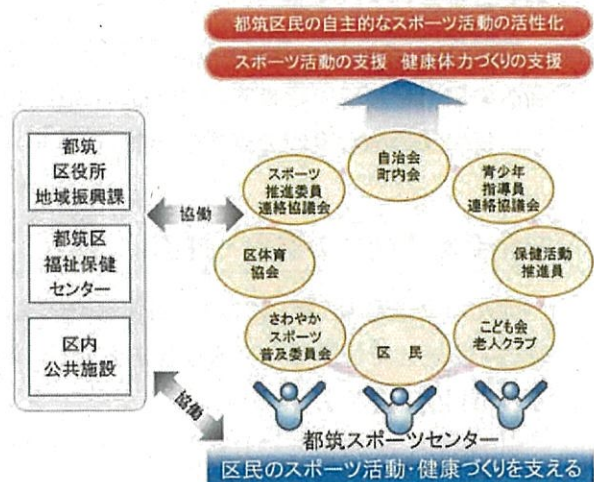 都筑区民の自主的なスポーツ活動の活性化
スポーツ活動の支援 健康体力づくりの支援
都筑
区役所
地域振興課
都筑区
福祉保健
センター
区内
公共施設
協働
協働
自治会
町内会
スポーツ
推進委員
連絡協議会
青少年
指導員
連絡協議会
区体育
協会
保健活動
推進員
さわやか
スポーツ
普及委員会
区 民
こども会
老人クラブ
都筑スポーツセンター
区民のスポーツ活動・健康づくりを支える